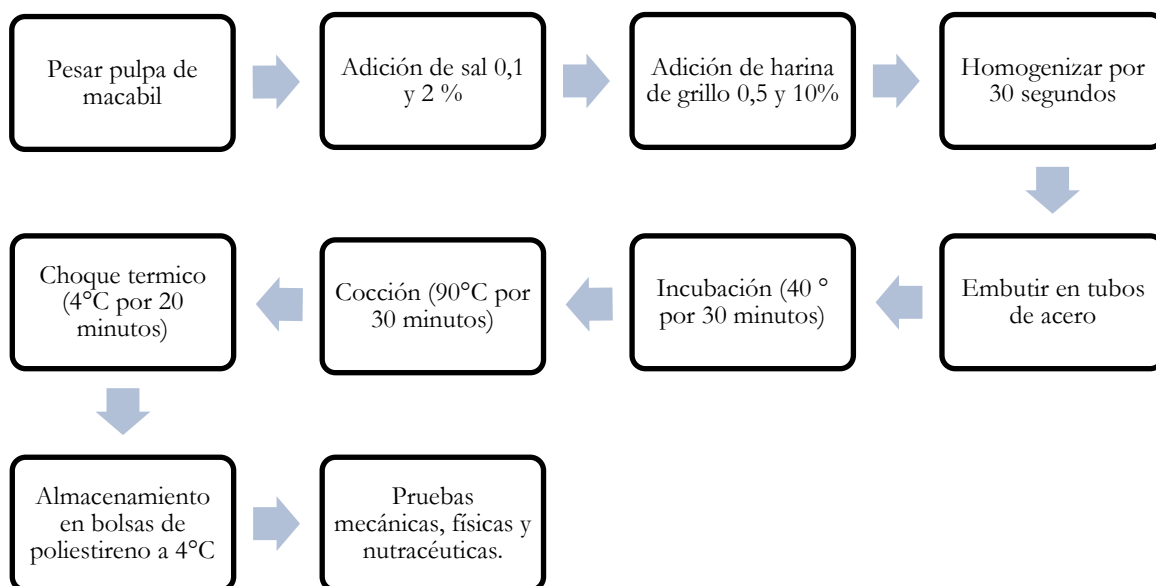 Pesar pulpa de
macabil
Adición de sal 0,1
y 2 %
Adición de harina
de grillo 0,5 y 10%
Homogenizar por
30 segundos
Embutir en tubos
de acero
Incubación (40 °
por 30 minutos)
Cocción (90°C por
30 minutos)
Choque termico
(4°C por 20
minutos)
Almacenamiento
en bolsas de
poliestireno a 4°C
Pruebas
mecánicas, físicas y
nutracéuticas.